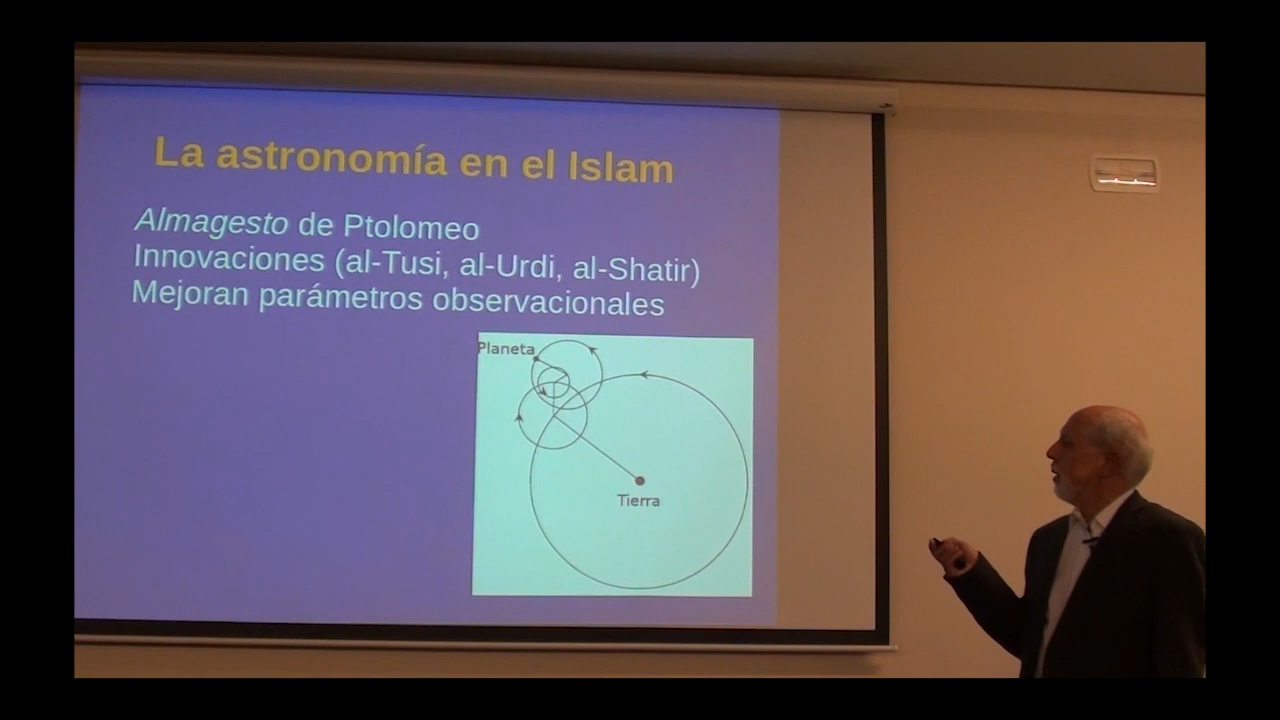 La astronomía en el Islam
Almagesto de Ptolomeo
Innovaciones (al-Tusi, al-Urdi, al-Shatir)
Mejoran parámetros observacionales
Planeta
Tierra